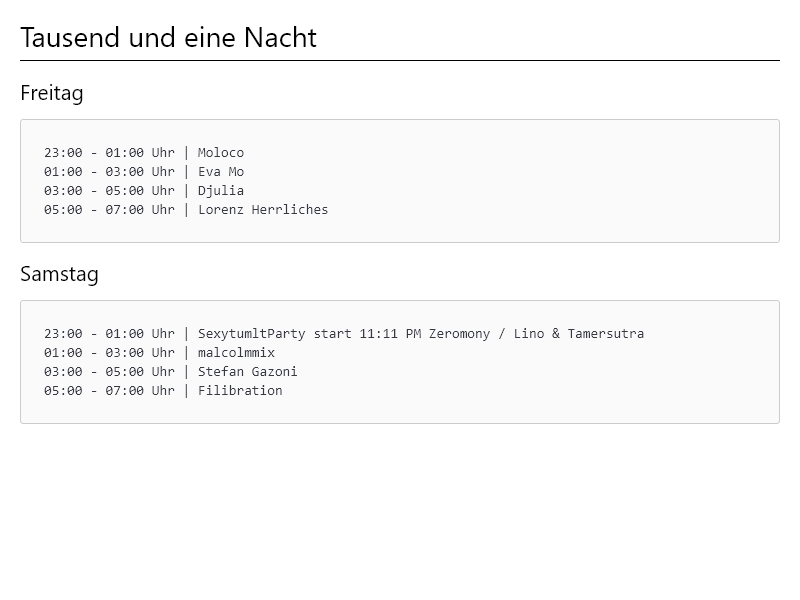 Tausend und eine Nacht
Freitag
23:00 - 01:00 Uhr | Moloco
01:00 - 03:00 Uhr | Eva Mo
03:00 - 05:00 Uhr | Djulia
05:00 - 07:00 Uhr | Lorenz Herrliches
Samstag
23:00 - 01:00 Uhr | SexytumltParty start 11:11 PM Zeromony / Lino & Tamersutra
01:00 - 03:00 Uhr | malcolmmix
03:00 - 05:00 Uhr | Stefan Gazoni
05:00 - 07:00 Uhr | Filibration